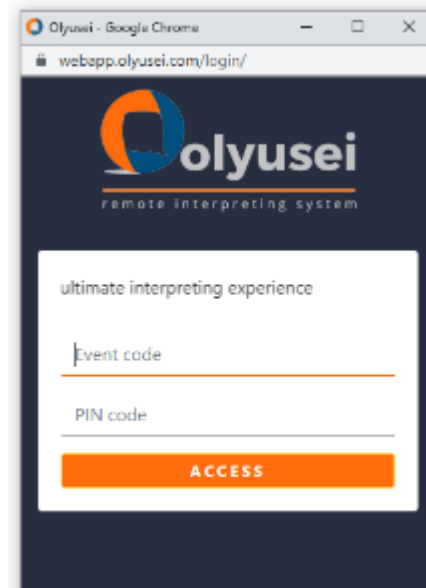 Olyusei - Google Chrome
webapp.olyusei.com/login/
olyusei
remote interpreting system
ultimate interpreting experience
Event code
PIN code
ACCESS